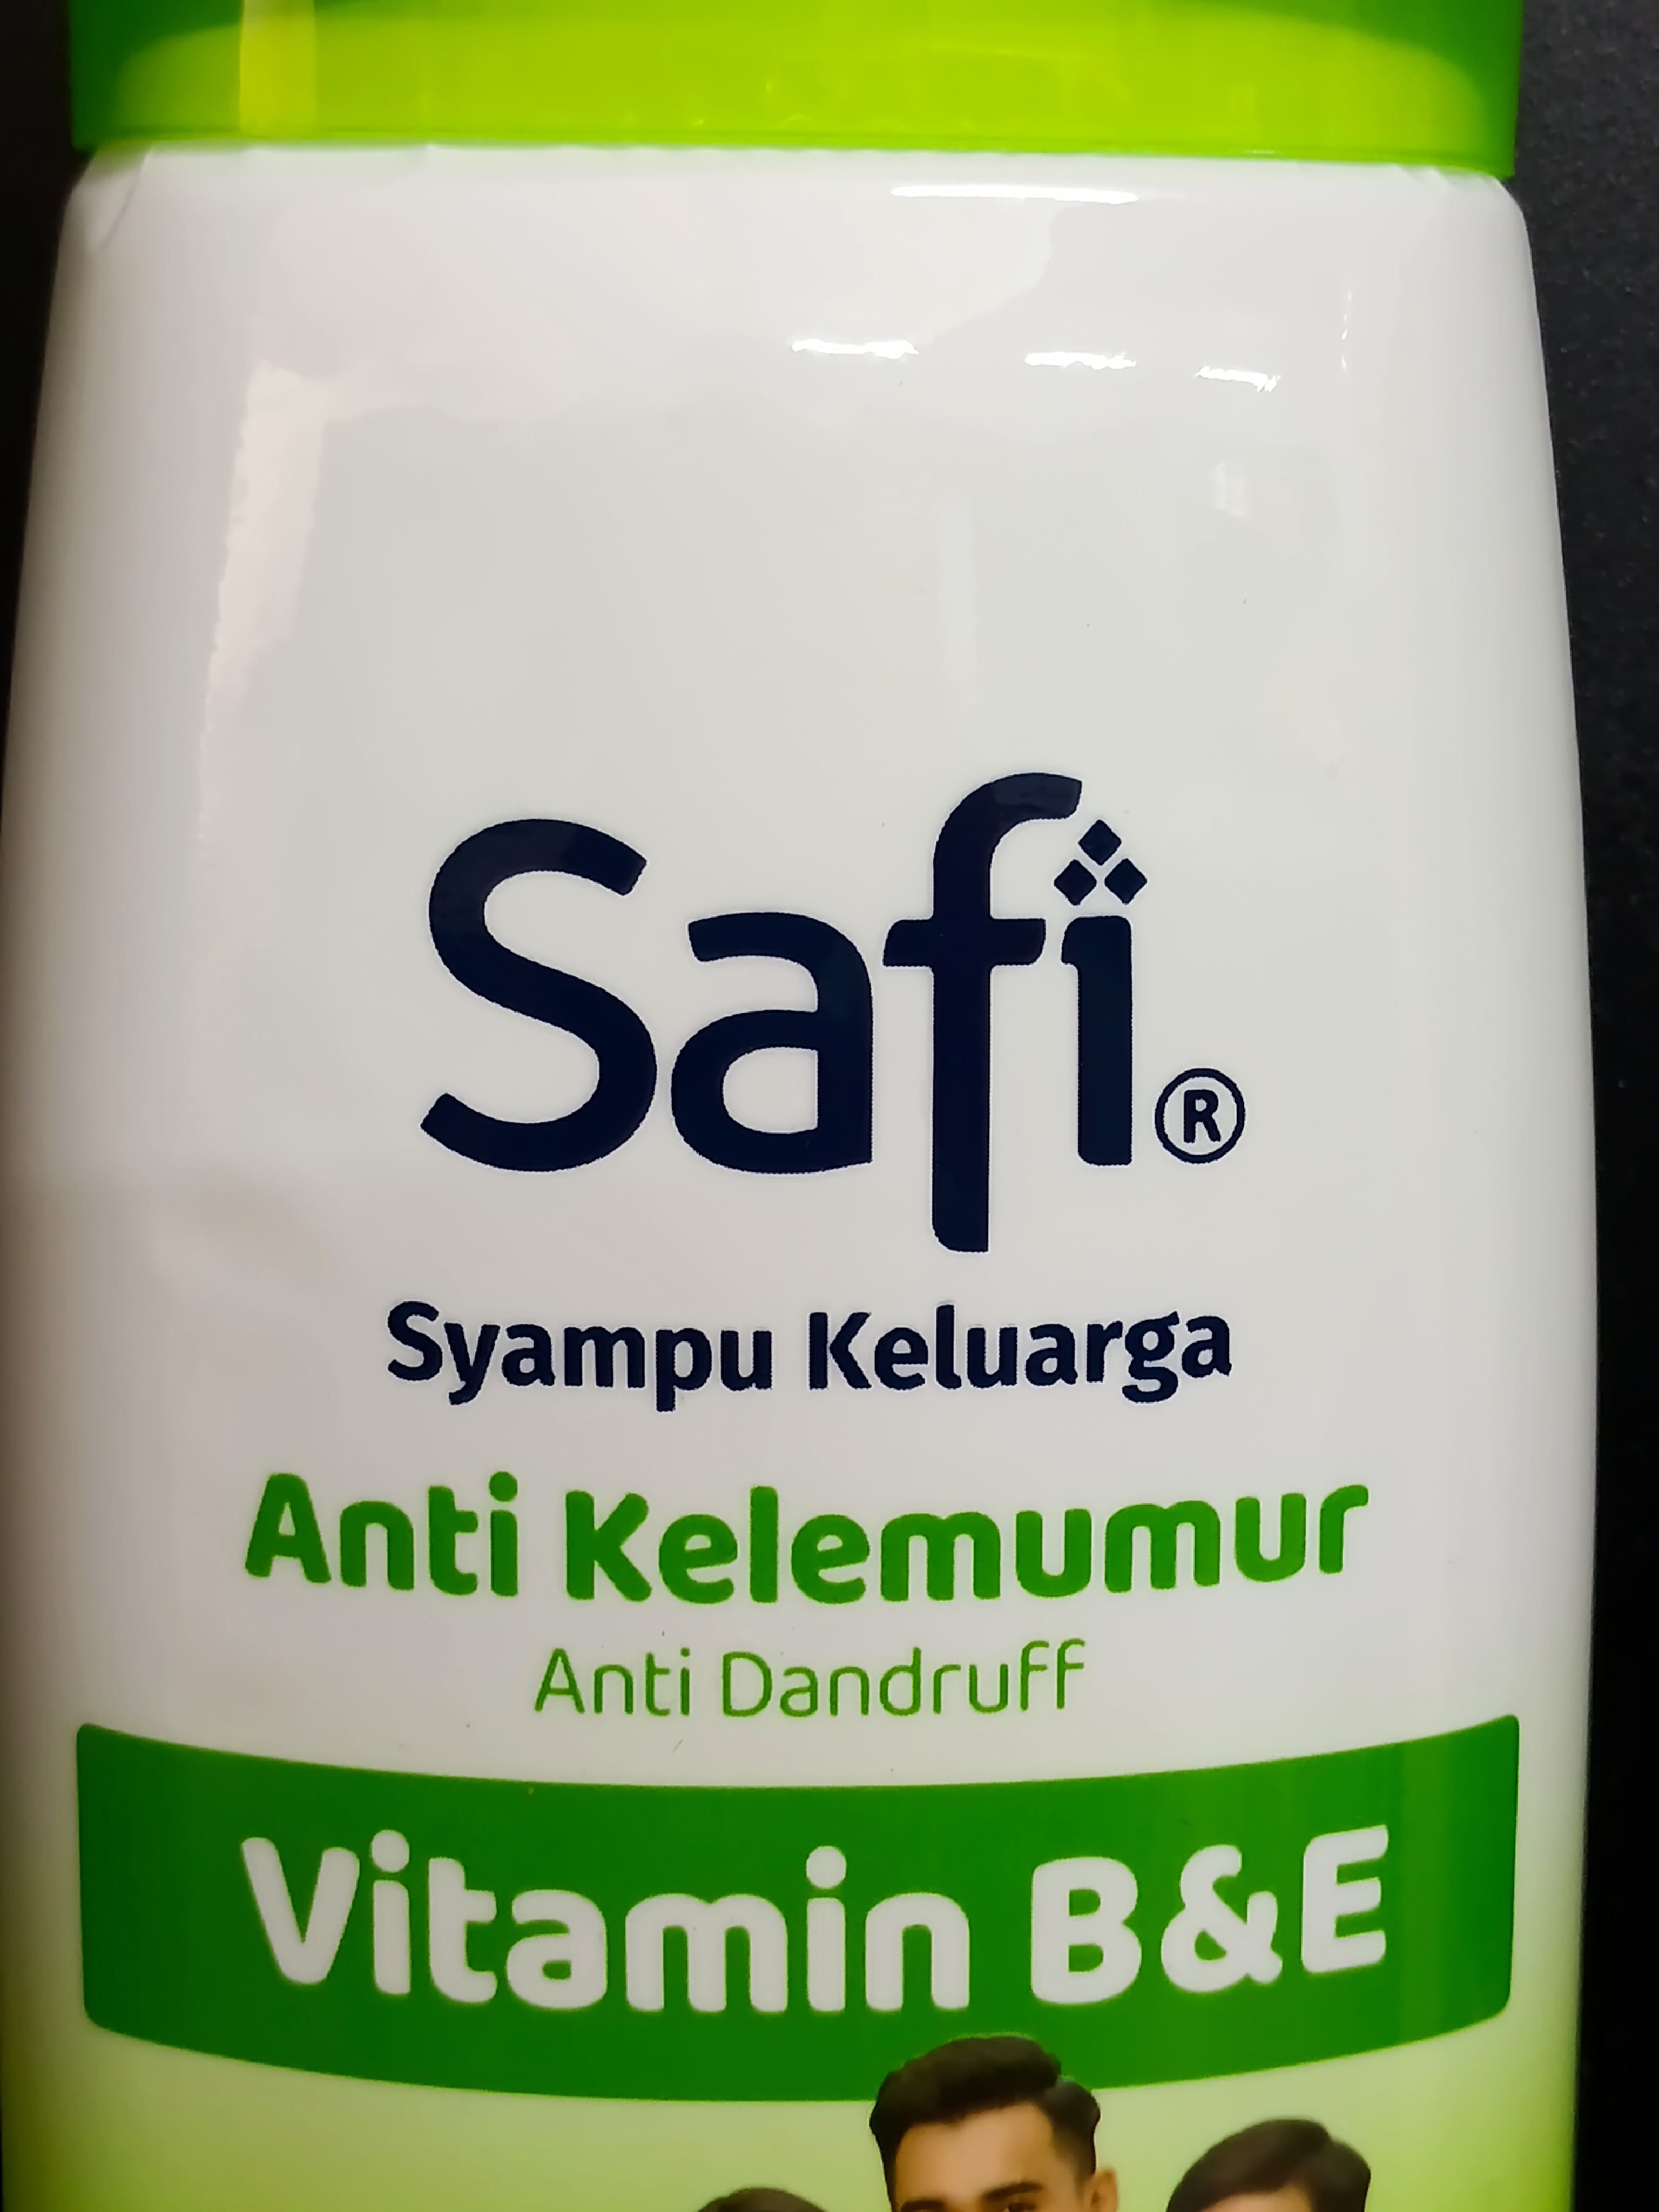 Safi®
Syampu Keluarga
Anti Kelemumur
Anti Dandruff
Vitamin B&E